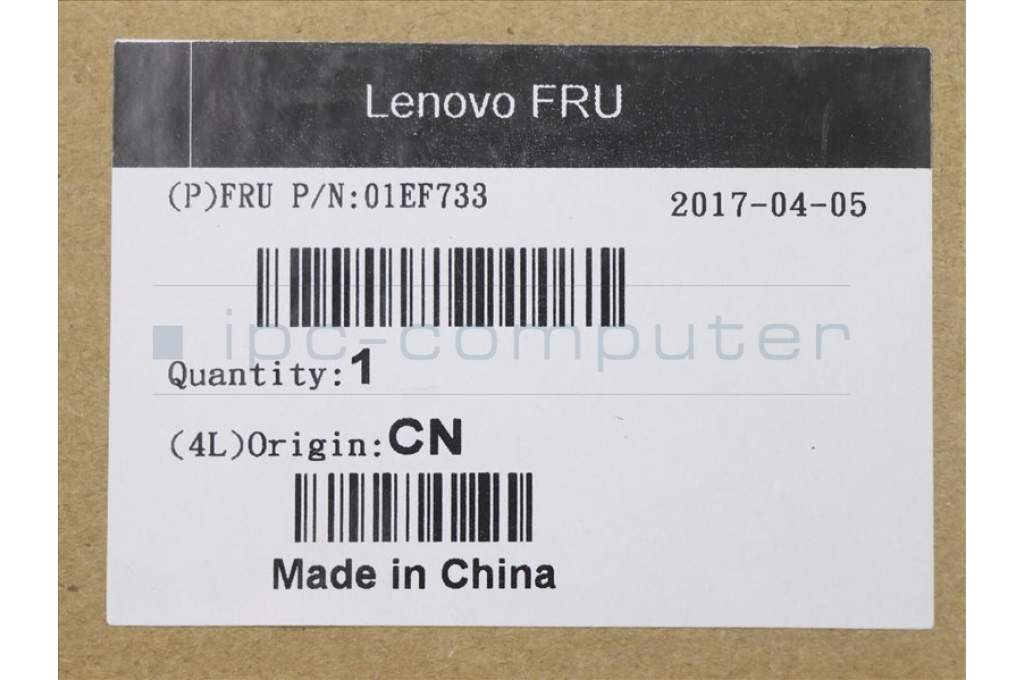 Lenovo FRU
(P)FRU P/N:01EF733
2017-04-05
ipc-computer
Quantity:1
(4L)Origin:CN
Made in China